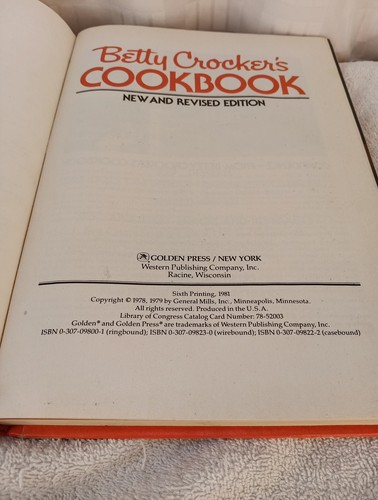 Betty Crocker's
COOKBOOK
NEW AND REVISED EDITION
GOLDEN PRESS / NEW YORK
Western Publishing Company, Inc.
Racine, Wisconsin
Sixth Printing, 1981
Copyright © 1978, 1979 by General Mills, Inc., Minneapolis, Minnesota.
All rights reserved. Produced in the U.S.A.
Library of Congress Catalog Card Number: 78-52003
Golden® and Golden Press® are trademarks of Western Publishing Company, Inc.
ISBN 0-307-09800-1 (ringbound); ISBN 0-307-09823-0 (wirebound); ISBN 0-307-09822-2 (casebound)